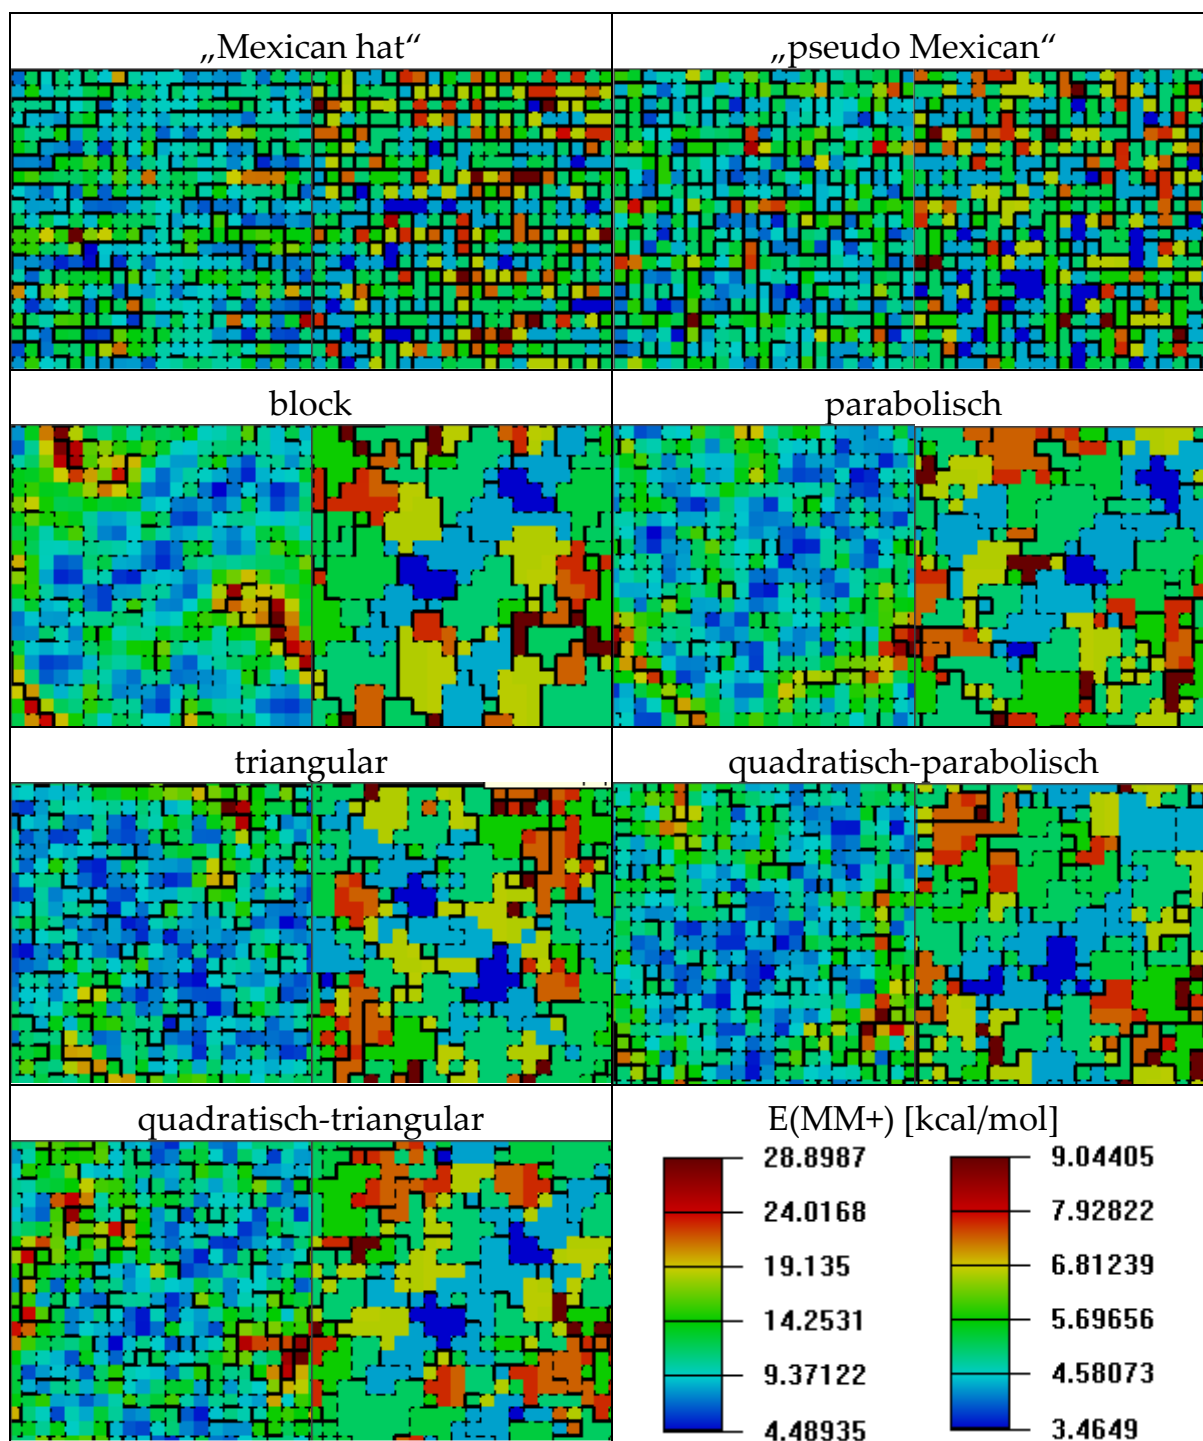 „Mexican hat“
„pseudo Mexican“
block
parabolisch
triangular
quadratisch-parabolisch
quadratisch-triangular
E(MM+) [kcal/mol]
28.8987
24.0168
19.135
14.2531
9.37122
4.48935
9.04405
7.92822
6.81239
5.69656
4.58073
3.4649